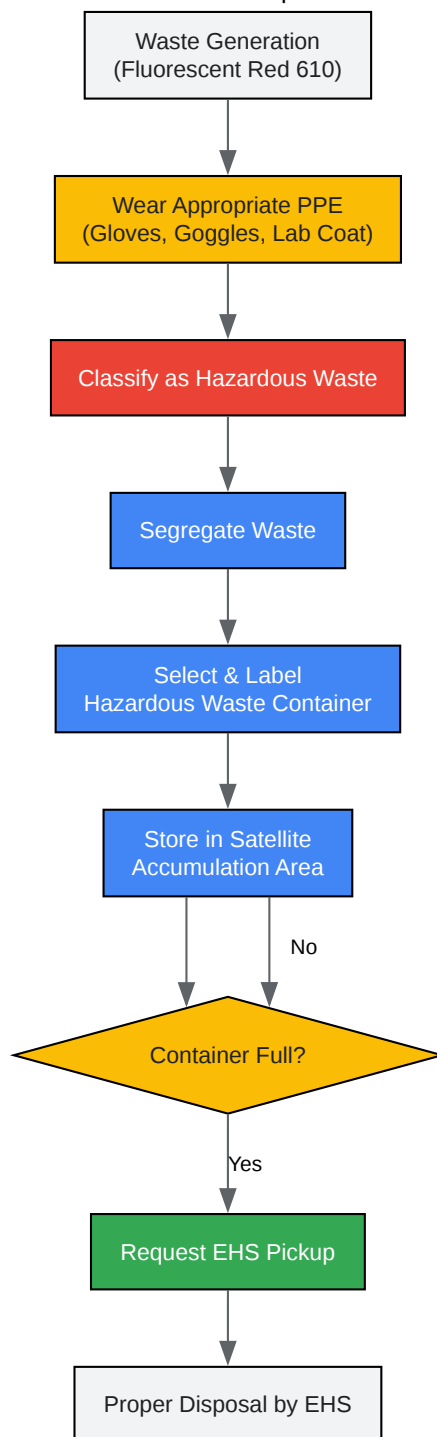 Waste Generation
(Fluorescent Red 610)
Wear Appropriate PPE
(Gloves, Goggles, Lab Coat)
Classify as Hazardous Waste
Segregate Waste
Select & Label
Hazardous Waste Container
Store in Satellite
Accumulation Area
No
Container Full?
Yes
Request EHS Pickup
Proper Disposal by EHS